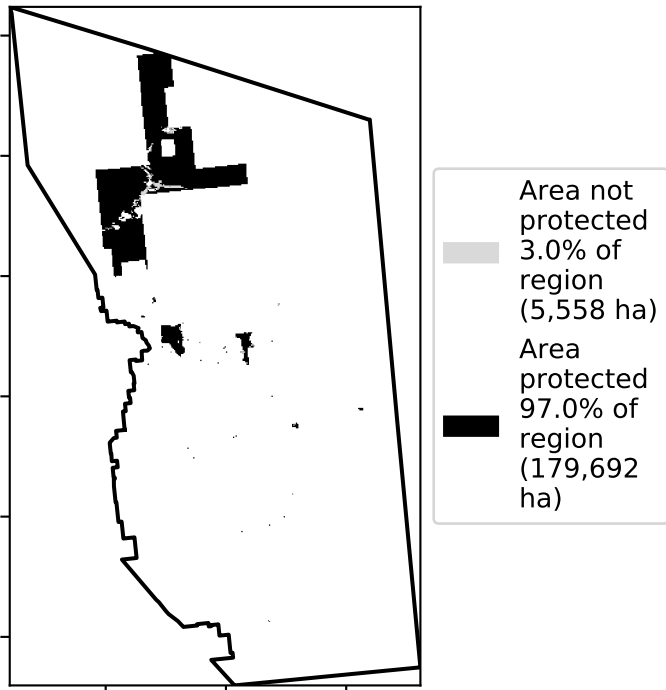 Area not
protected
3.0% of
region
(5,558 ha)
Area
protected
97.0% of
region
(179,692
ha)